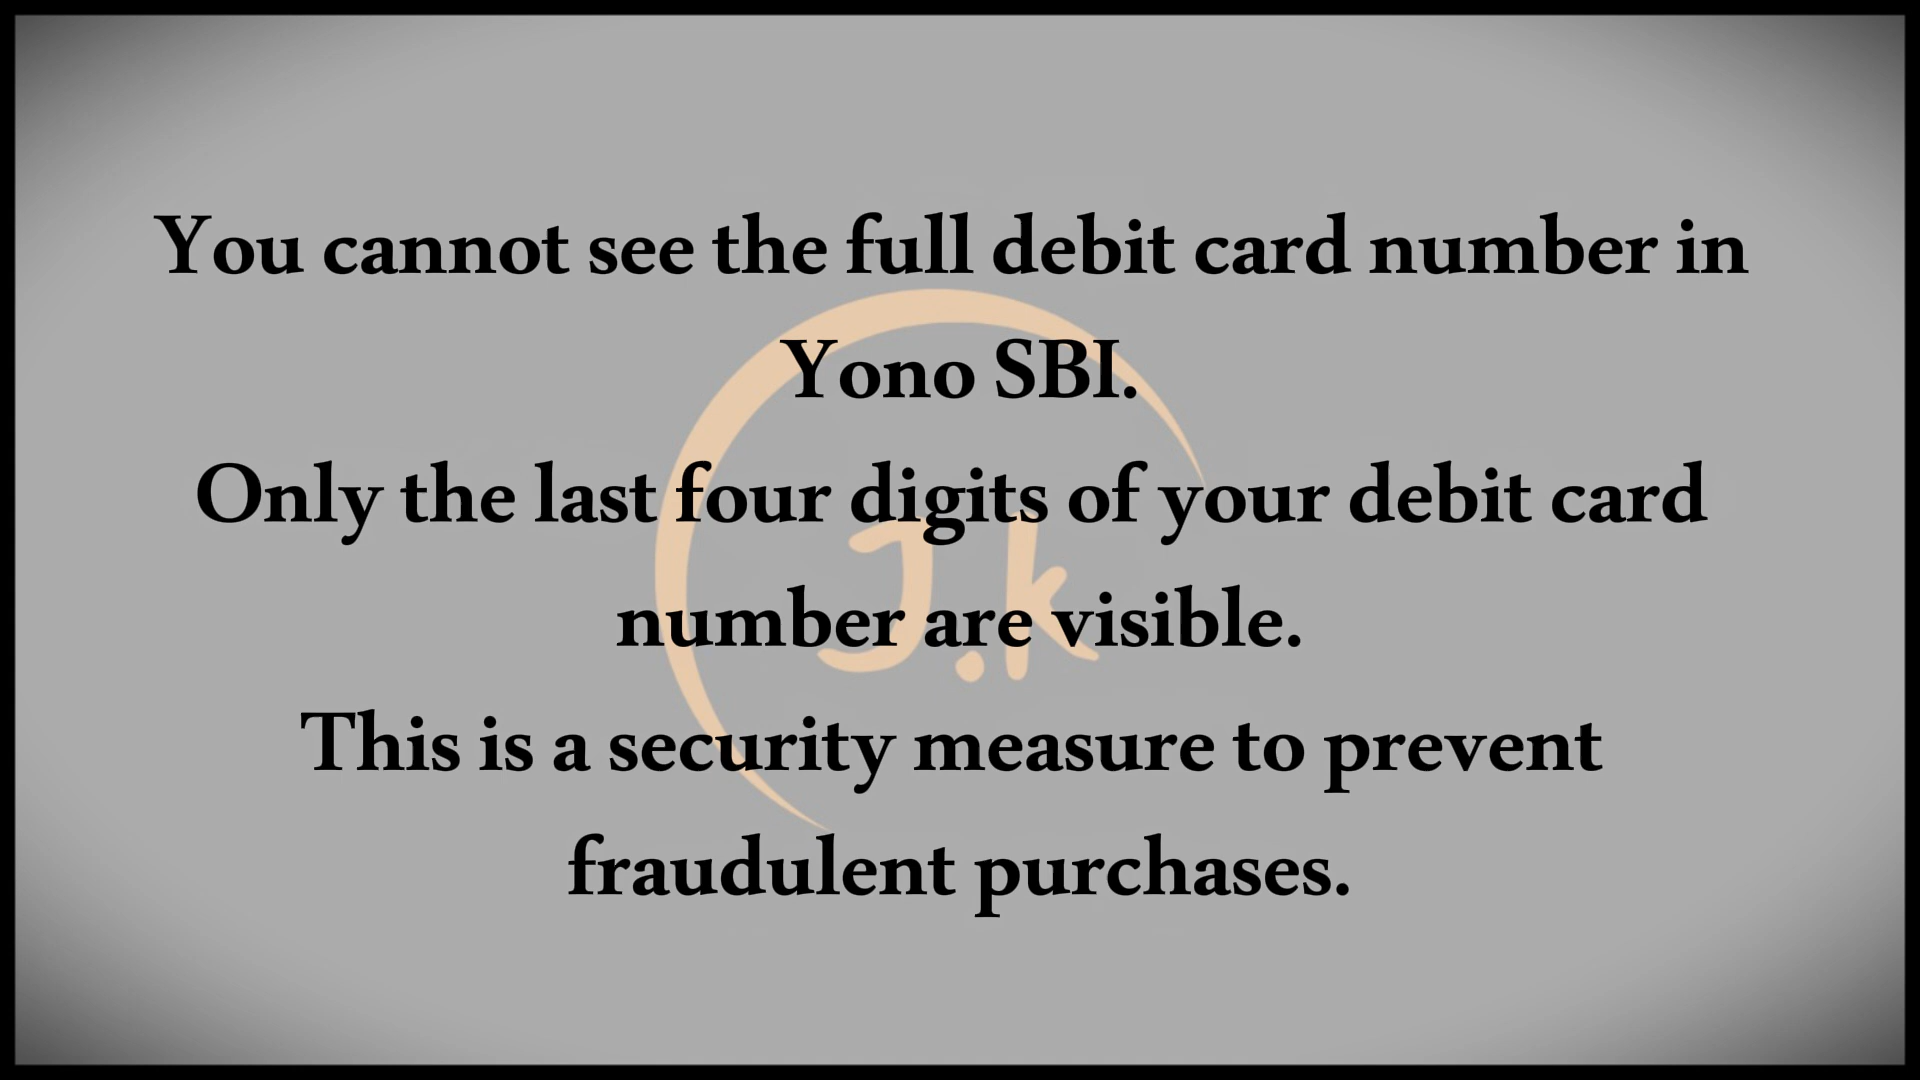 You cannot see the full debit card number in
Yono SBI.
Only the last four digits of your debit card
number are visible.
This is a security measure to prevent
fraudulent purchases.
J.k